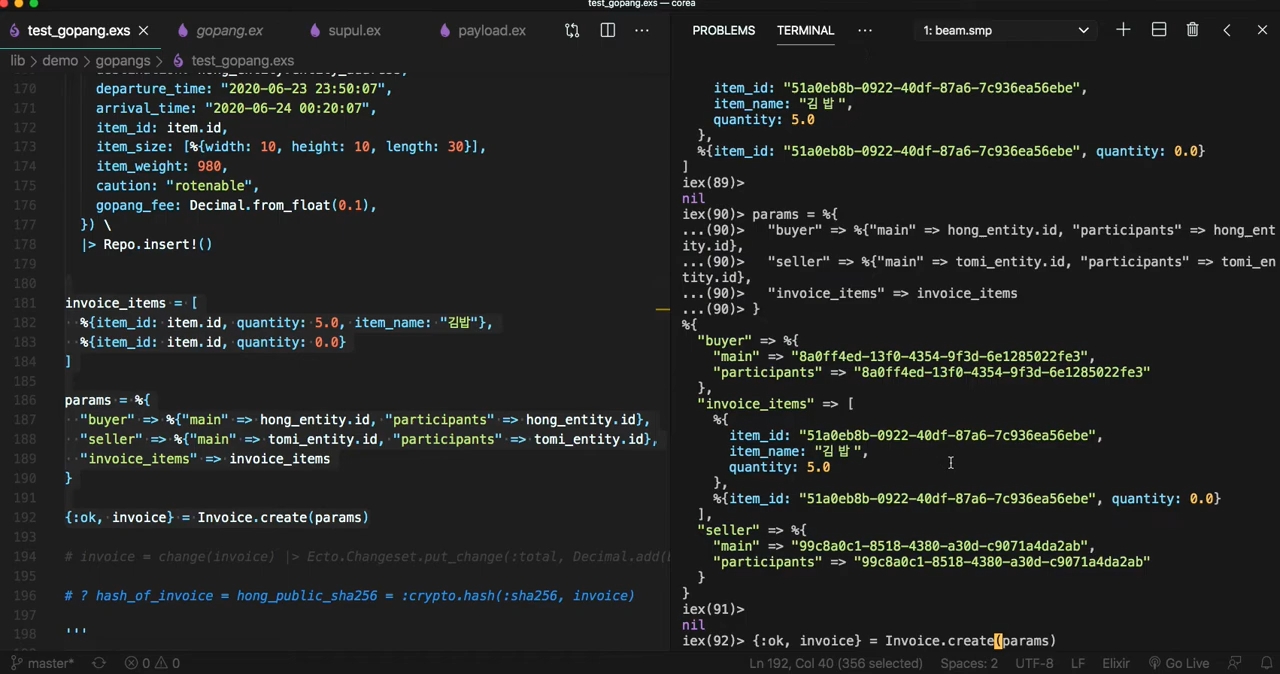 test_gopang.exs — corea
test_gopang.exs
gopang.ex
supul.ex
payload.ex
lib > demo > gopangs > test_gopang.exs
170 departure_time: "2020-06-23 23:50:07",
171 arrival_time: "2020-06-24 00:20:07",
172 item_id: item.id,
173 item_size: [%{width: 10, height: 10, length: 30}],
174 item_weight: 980,
175 caution: "rotenable",
176 gopang_fee: Decimal.from_float(0.1),
177 }) \
178 |> Repo.insert!()
179
180
181 invoice_items = [
182 %{item_id: item.id, quantity: 5.0, item_name: "김밥"},
183 %{item_id: item.id, quantity: 0.0}
184 ]
185
186 params = %{
187 "buyer" => %{"main" => hong_entity.id, "participants" => hong_entity.id},
188 "seller" => %{"main" => tomi_entity.id, "participants" => tomi_entity.id},
189 "invoice_items" => invoice_items
190 }
191
192 {:ok, invoice} = Invoice.create(params)
193
194 # invoice = change(invoice) |> Ecto.Changeset.put_change(:total, Decimal.add(
195
196 # ? hash_of_invoice = hong_public_sha256 = :crypto.hash(:sha256, invoice)
197
198 '''
PROBLEMS TERMINAL ... 1: beam.smp
item_id: "51a0eb8b-0922-40df-87a6-7c936ea56ebe",
item_name: "김밥",
quantity: 5.0
},
%{item_id: "51a0eb8b-0922-40df-87a6-7c936ea56ebe", quantity: 0.0}
]
iex(89)>
nil
iex(90)> params = %{
...(90)> "buyer" => %{"main" => hong_entity.id, "participants" => hong_ent
ity.id},
...(90)> "seller" => %{"main" => tomi_entity.id, "participants" => tomi_en
tity.id},
...(90)> "invoice_items" => invoice_items
...(90)> }
%{
"buyer" => %{
"main" => "8a0ff4ed-13f0-4354-9f3d-6e1285022fe3",
"participants" => "8a0ff4ed-13f0-4354-9f3d-6e1285022fe3"
},
"invoice_items" => [
%{
item_id: "51a0eb8b-0922-40df-87a6-7c936ea56ebe",
item_name: "김밥",
quantity: 5.0
},
%{item_id: "51a0eb8b-0922-40df-87a6-7c936ea56ebe", quantity: 0.0}
],
"seller" => %{
"main" => "99c8a0c1-8518-4380-a30d-c9071a4da2ab",
"participants" => "99c8a0c1-8518-4380-a30d-c9071a4da2ab"
}
}
iex(91)>
nil
iex(92)> {:ok, invoice} = Invoice.create(params)
master* 0 0 Ln 192, Col 40 (356 selected) Spaces: 2 UTF-8 LF Elixir Go Live